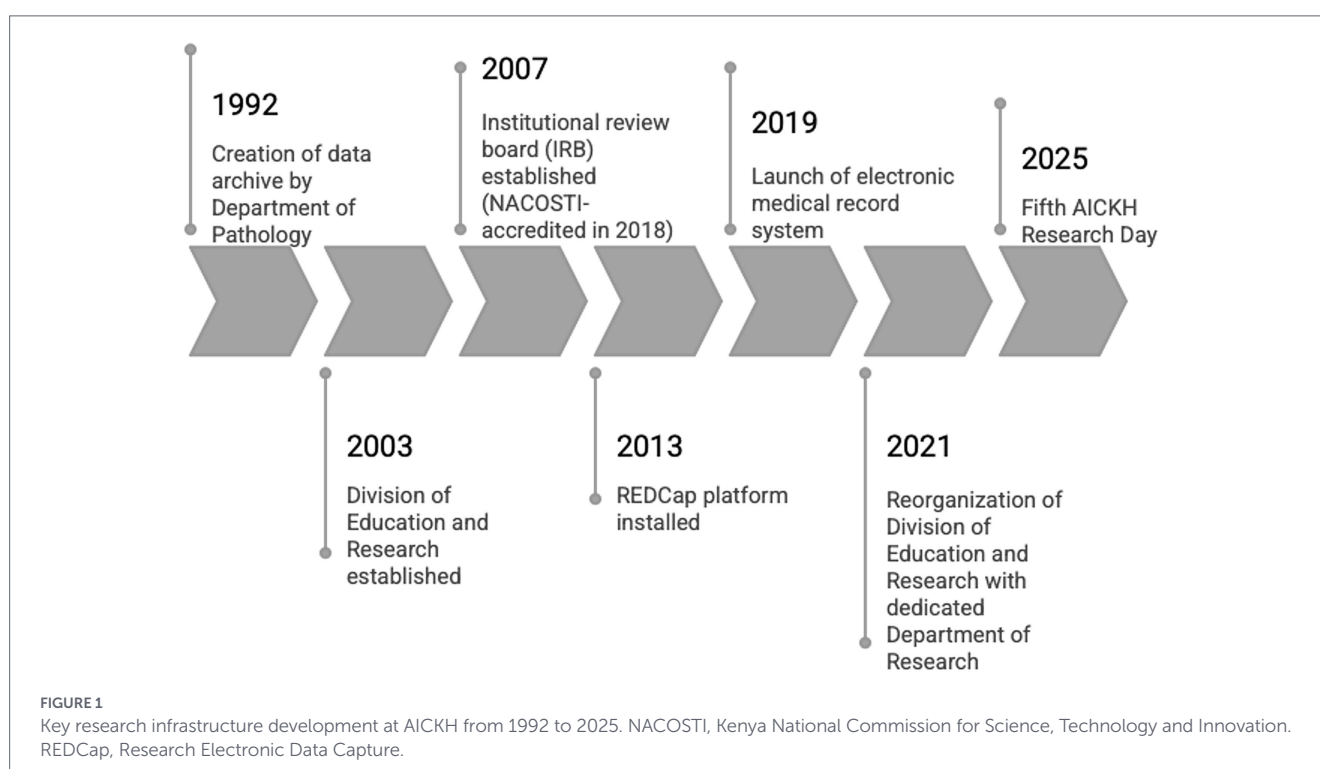 1992
Creation of data
archive by
Department of
Pathology
2007
Institutional review
board (IRB)
established
(NACOSTI-
accredited in 2018)
2019
Launch of electronic
medical record
system
2025
Fifth AICKH
Research Day
2003
Division of
Education and
Research
established
2013
REDCap platform
installed
2021
Reorganization of
Division of
Education and
Research with
dedicated
Department of
Research
FIGURE 1
Key research infrastructure development at AICKH from 1992 to 2025. NACOSTI, Kenya National Commission for Science, Technology and Innovation.
REDCap, Research Electronic Data Capture.